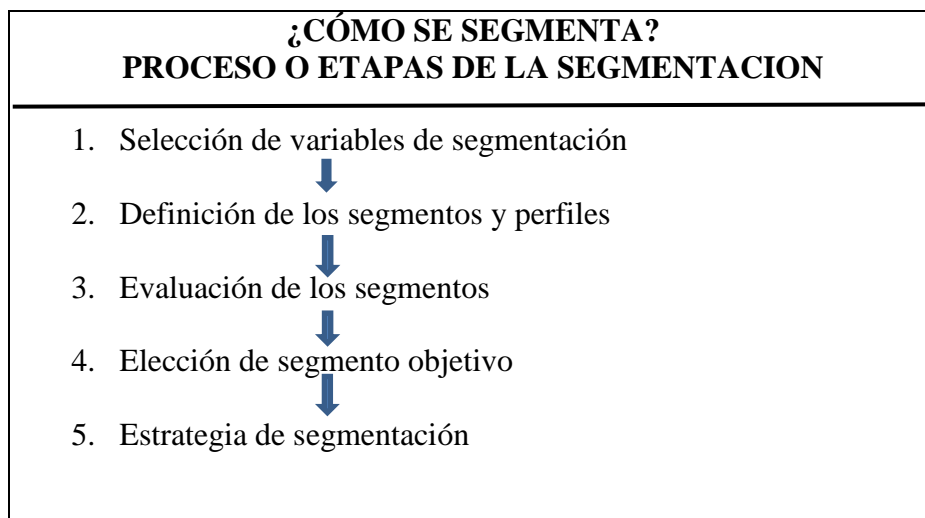 ¿CÓMO SE SEGMENTA?
PROCESO O ETAPAS DE LA SEGMENTACION
1. Selección de variables de segmentación
2. Definición de los segmentos y perfiles
3. Evaluación de los segmentos
4. Elección de segmento objetivo
5. Estrategia de segmentación